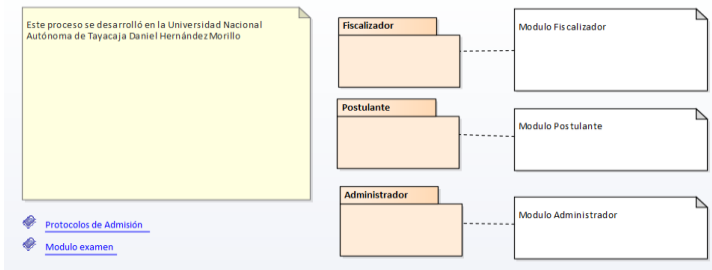 Este proceso se desarrolló en la Universidad Nacional
Autónoma de Tayacaja Daniel Hernández Morillo
Protocolos de Admisión
Modulo examen
Fiscalizador
Modulo Fiscalizador
Postulante
Modulo Postulante
Administrador
Modulo Administrador